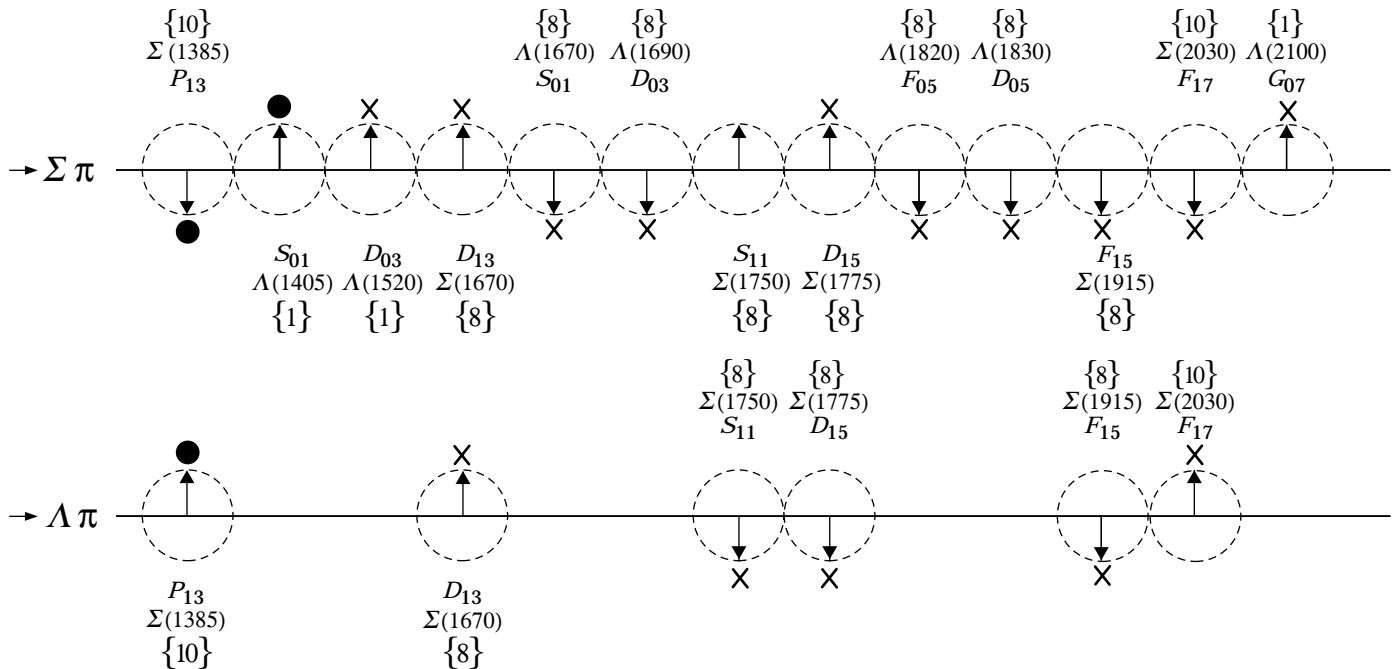 {10} {8} {8} {8} {8} {10} {1}
Σ(1385) Λ(1670) Λ(1690) Λ(1820) Λ(1830) Σ(2030) Λ(2100)
P13 S01 D03 F05 D05 F17 G07
→ Σ π
S01 D03 D13 S11 D15 F15
Λ(1405) Λ(1520) Σ(1670) Σ(1750) Σ(1775) Σ(1915)
{1} {1} {8} {8} {8} {8}
{8} {8} {8} {10}
Σ(1750) Σ(1775) Σ(1915) Σ(2030)
S11 D15 F15 F17
→ Λ π
P13 D13
Σ(1385) Σ(1670)
{10} {8}